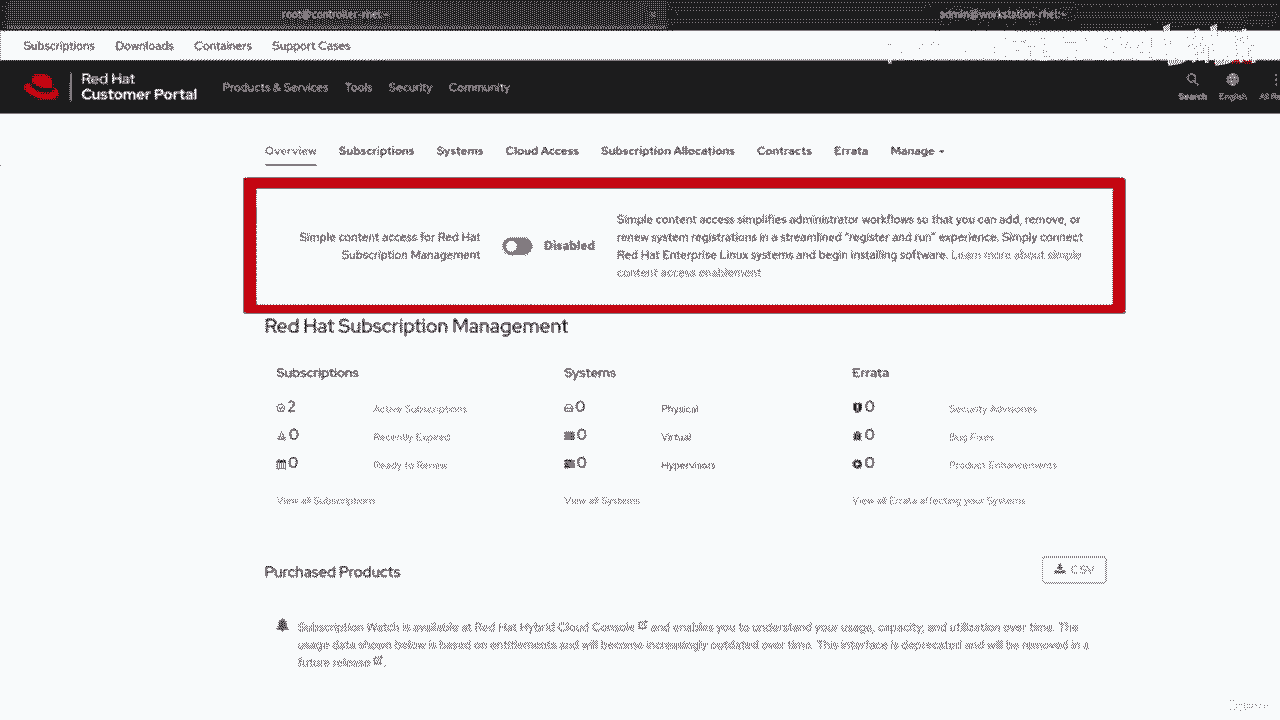 root@controller-rhel:~
admin@workstation-rhel:~
Subscriptions Downloads Containers Support Cases
Red Hat
Customer Portal
Products & Services Tools Security Community
Search English
Overview Subscriptions Systems Cloud Access Subscription Allocations Contracts Errata Manage
Simple content access for Red Hat
Subscription Management
Disabled
Simple content access simplifies administrator workflows so that you can add, remove, or
renew system registrations in a streamlined "register and run" experience. Simply connect
Red Hat Enterprise Linux systems and begin installing software. Learn more about simple
content access enablement
Red Hat Subscription Management
Subscriptions Systems Errata
2 Active Subscriptions 0 Physical 0 Security Advisories
0 Recently Expired 0 Virtual 0 Bug Fixes
0 Ready to Renew 0 Hypervisors 0 Product Enhancements
View all Subscriptions View all Systems View all Errata affecting your Systems
Purchased Products
CSV
Subscription Watch is available at Red Hat Hybrid Cloud Console and enables you to understand your usage, capacity, and utilization over time. The
usage data shown below is based on entitlements and will become increasingly outdated over time. This interface is deprecated and will be removed in a
future release.